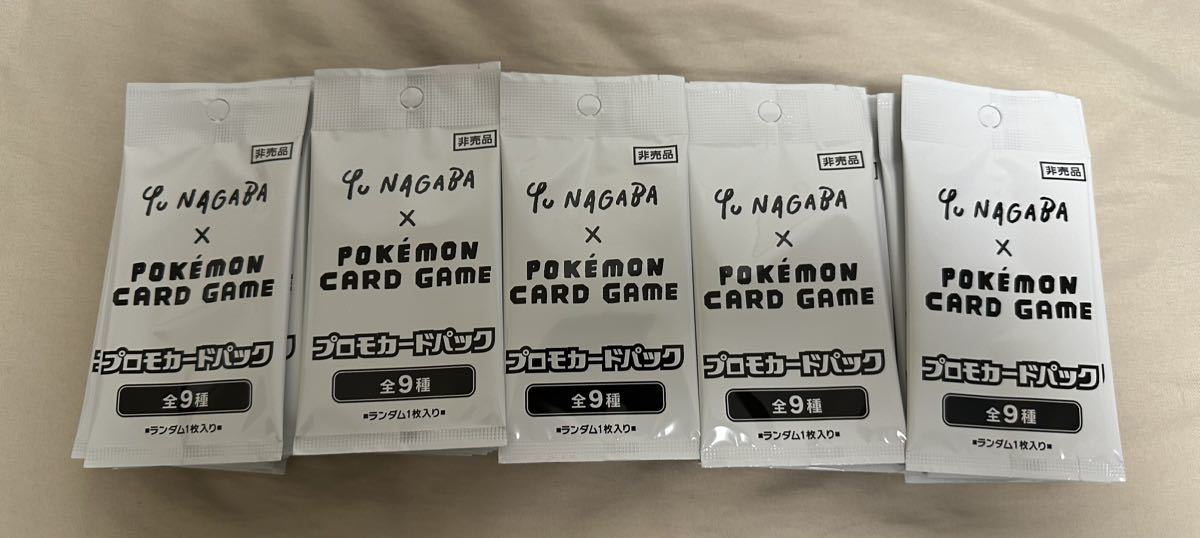 非売品
YU NAGABA
×
POKÉMON
CARD GAME
プロモカードパック
全9種
■ランダム1枚入り■
非売品
YU NAGABA
×
POKÉMON
CARD GAME
プロモカードパック
全9種
■ランダム1枚入り■
非売品
YU NAGABA
×
POKÉMON
CARD GAME
プロモカードパック
全9種
■ランダム1枚入り■
非売品
YU NAGABA
×
POKÉMON
CARD GAME
プロモカードパック
全9種
■ランダム1枚入り■
非売品
YU NAGABA
×
POKÉMON
CARD GAME
プロモカードパック
全9種
■ランダム1枚入り■